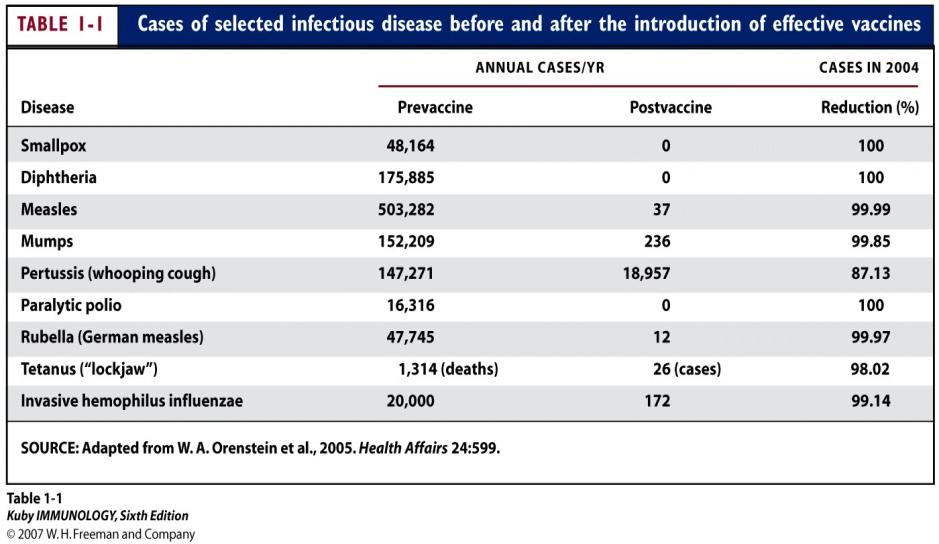 TABLE 1-1 Cases of selected infectious disease before and after the introduction of effective vaccines
ANNUAL CASES/YR CASES IN 2004
Disease Prevaccine Postvaccine Reduction (%)
Smallpox 48,164 0 100
Diphtheria 175,885 0 100
Measles 503,282 37 99.99
Mumps 152,209 236 99.85
Pertussis (whooping cough) 147,271 18,957 87.13
Paralytic polio 16,316 0 100
Rubella (German measles) 47,745 12 99.97
Tetanus (“lockjaw”) 1,314 (deaths) 26 (cases) 98.02
Invasive hemophilus influenzae 20,000 172 99.14
SOURCE: Adapted from W. A. Orenstein et al., 2005. Health Affairs 24:599.
Table 1-1
Kuby IMMUNOLOGY, Sixth Edition
© 2007 W. H. Freeman and Company